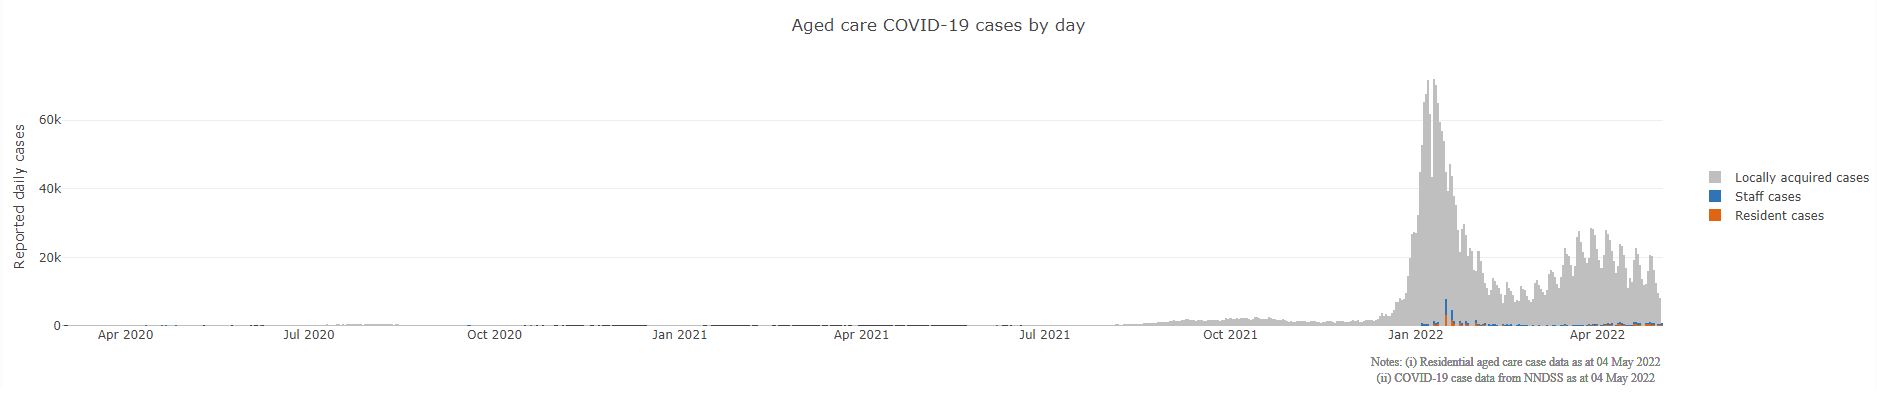 Aged care COVID-19 cases by day
Reported daily cases
60k
40k
20k
0
Apr 2020
Jul 2020
Oct 2020
Jan 2021
Apr 2021
Jul 2021
Oct 2021
Jan 2022
Apr 2022
Locally acquired cases
Staff cases
Resident cases
Notes: (i) Residential aged care case data as at 04 May 2022
(ii) COVID-19 case data from NNDSS as at 04 May 2022